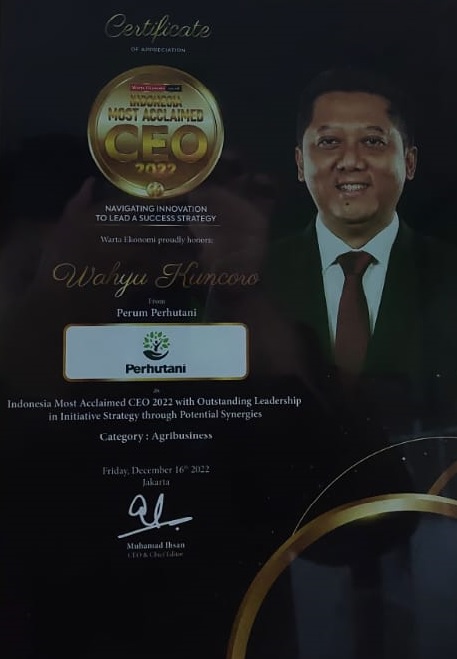 Certificate
OF APPRECIATION
Warta Ekonomi
INDONESIA
MOST ACCLAIMED
CEO
2022
NAVIGATING INNOVATION
TO LEAD A SUCCESS STRATEGY
Warta Ekonomi proudly honors:
Wahyu Kuncoro
From
Perum Perhutani
Perhutani
as
Indonesia Most Acclaimed CEO 2022 with Outstanding Leadership
in Initiative Strategy through Potential Synergies
Category : Agribusiness
Friday, December 16th 2022
Jakarta
Muhamad Ihsan
CEO & Chief Editor